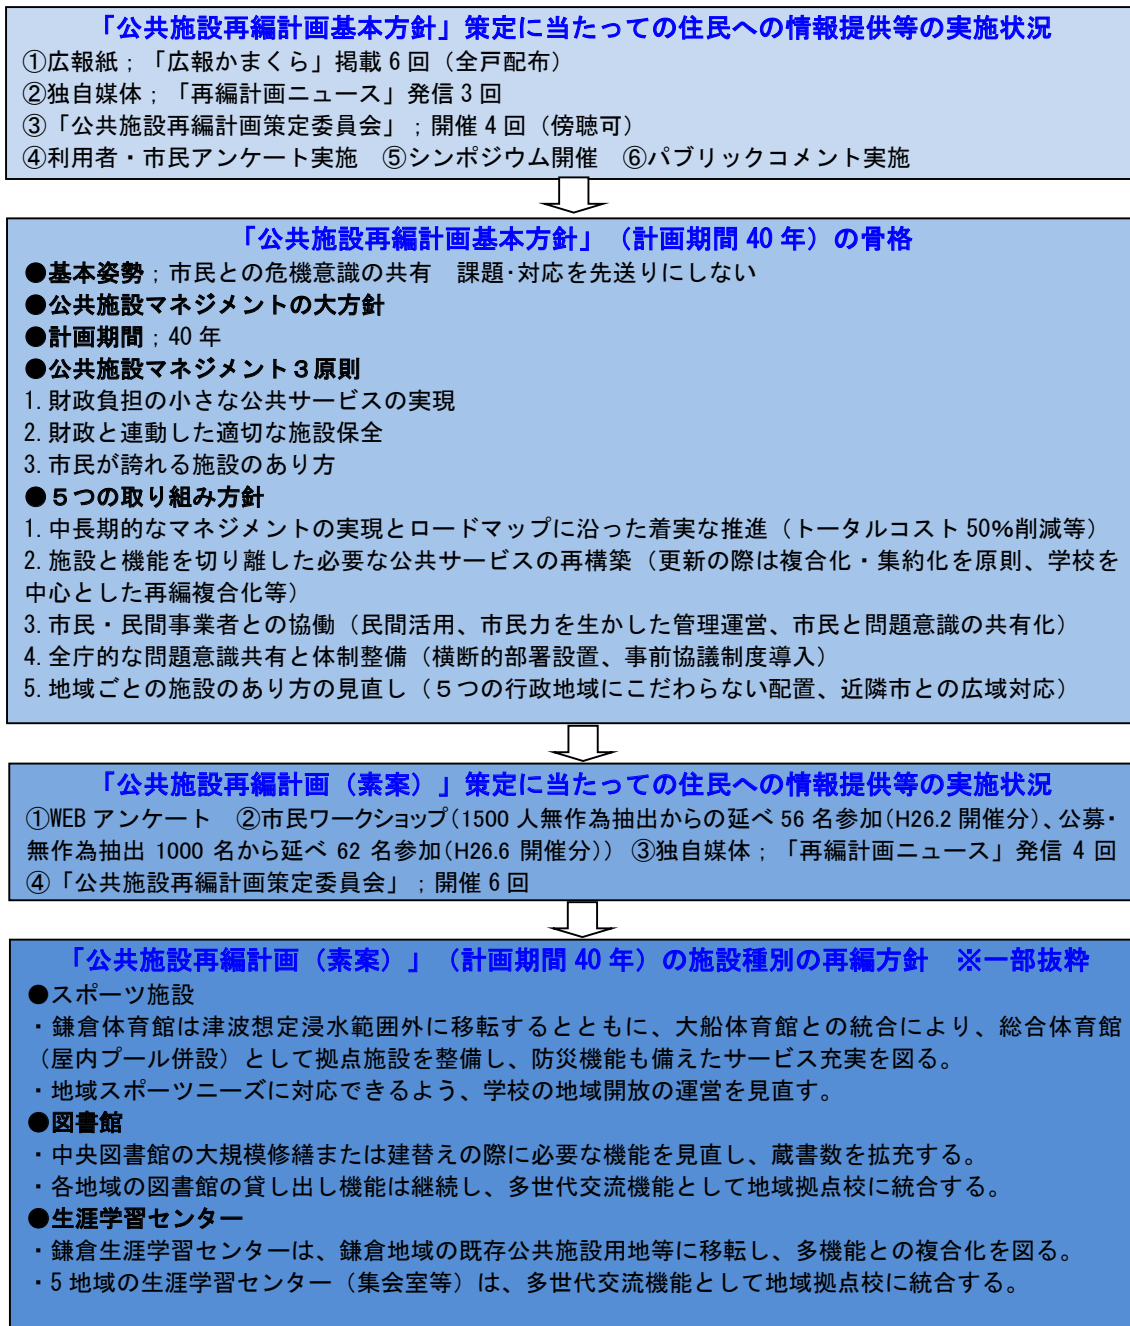 「公共施設再編計画基本方針」策定に当たっての住民への情報提供等の実施状況
①広報紙；「広報かまくら」掲載 6 回（全戸配布）
②独自媒体；「再編計画ニュース」発信 3 回
③「公共施設再編計画策定委員会」；開催 4 回（傍聴可）
④利用者・市民アンケート実施　⑤シンポジウム開催　⑥パブリックコメント実施
「公共施設再編計画基本方針」（計画期間 40 年）の骨格
●基本姿勢；市民との危機意識の共有　課題・対応を先送りにしない
●公共施設マネジメントの大方針
●計画期間；40 年
●公共施設マネジメント３原則
1. 財政負担の小さな公共サービスの実現
2. 財政と連動した適切な施設保全
3. 市民が誇れる施設のあり方
●５つの取り組み方針
1. 中長期的なマネジメントの実現とロードマップに沿った着実な推進（トータルコスト 50%削減等）
2. 施設と機能を切り離した必要な公共サービスの再構築（更新の際は複合化・集約化を原則、学校を
中心とした再編複合化等）
3. 市民・民間事業者との協働（民間活用、市民力を生かした管理運営、市民と問題意識の共有化）
4. 全庁的な問題意識共有と体制整備（横断的部署設置、事前協議制度導入）
5. 地域ごとの施設のあり方の見直し（５つの行政地域にこだわらない配置、近隣市との広域対応）
「公共施設再編計画（素案）」策定に当たっての住民への情報提供等の実施状況
①WEB アンケート　②市民ワークショップ（1500 人無作為抽出からの延べ 56 名参加（H26.2 開催分）、公募・
無作為抽出 1000 名から延べ 62 名参加（H26.6 開催分））　③独自媒体；「再編計画ニュース」発信 4 回
④「公共施設再編計画策定委員会」；開催 6 回
「公共施設再編計画（素案）」（計画期間 40 年）の施設種別の再編方針　※一部抜粋
●スポーツ施設
・鎌倉体育館は津波想定浸水範囲外に移転するとともに、大船体育館との統合により、総合体育館
（屋内プール併設）として拠点施設を整備し、防災機能も備えたサービス充実を図る。
・地域スポーツニーズに対応できるよう、学校の地域開放の運営を見直す。
●図書館
・中央図書館の大規模修繕または建替えの際に必要な機能を見直し、蔵書数を拡充する。
・各地域の図書館の貸し出し機能は継続し、多世代交流機能として地域拠点校に統合する。
●生涯学習センター
・鎌倉生涯学習センターは、鎌倉地域の既存公共施設用地等に移転し、多機能との複合化を図る。
・5 地域の生涯学習センター（集会室等）は、多世代交流機能として地域拠点校に統合する。